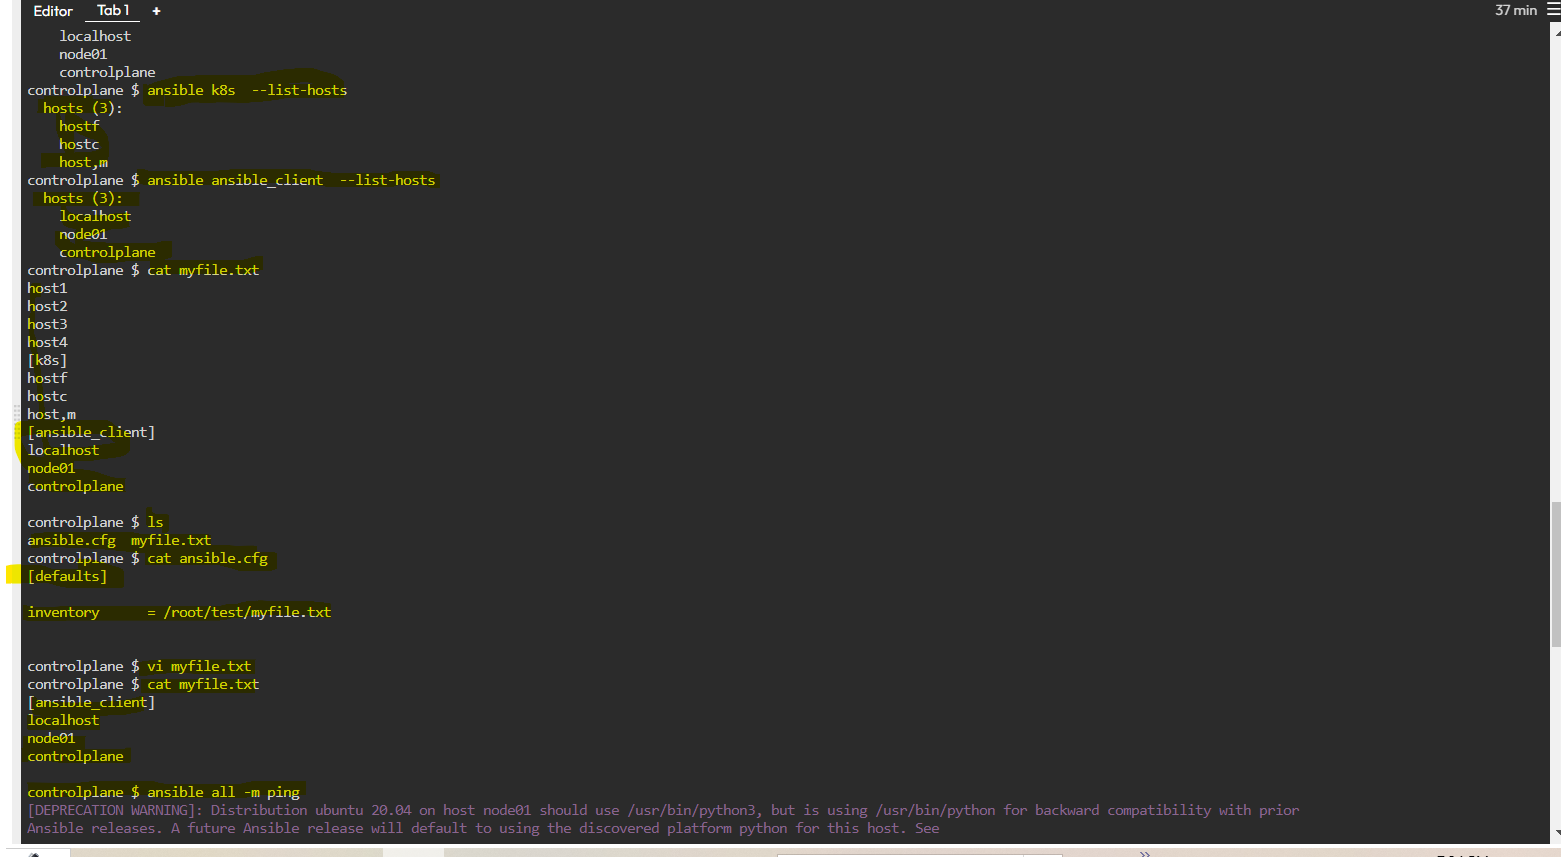 Editor Tab 1 + 37 min
localhost
node01
controlplane
controlplane $ ansible k8s  --list-hosts
hosts (3):
hostf
hostc
host,m
controlplane $ ansible ansible_client  --list-hosts
hosts (3):
localhost
node01
controlplane
controlplane $ cat myfile.txt
host1
host2
host3
host4
[k8s]
hostf
hostc
host,m
[ansible_client]
localhost
node01
controlplane
controlplane $ ls
ansible.cfg  myfile.txt
controlplane $ cat ansible.cfg
[defaults]
inventory      = /root/test/myfile.txt
controlplane $ vi myfile.txt
controlplane $ cat myfile.txt
[ansible_client]
localhost
node01
controlplane
controlplane $ ansible all -m ping
[DEPRECATION WARNING]: Distribution ubuntu 20.04 on host node01 should use /usr/bin/python3, but is using /usr/bin/python for backward compatibility with prior
Ansible releases. A future Ansible release will default to using the discovered platform python for this host. See